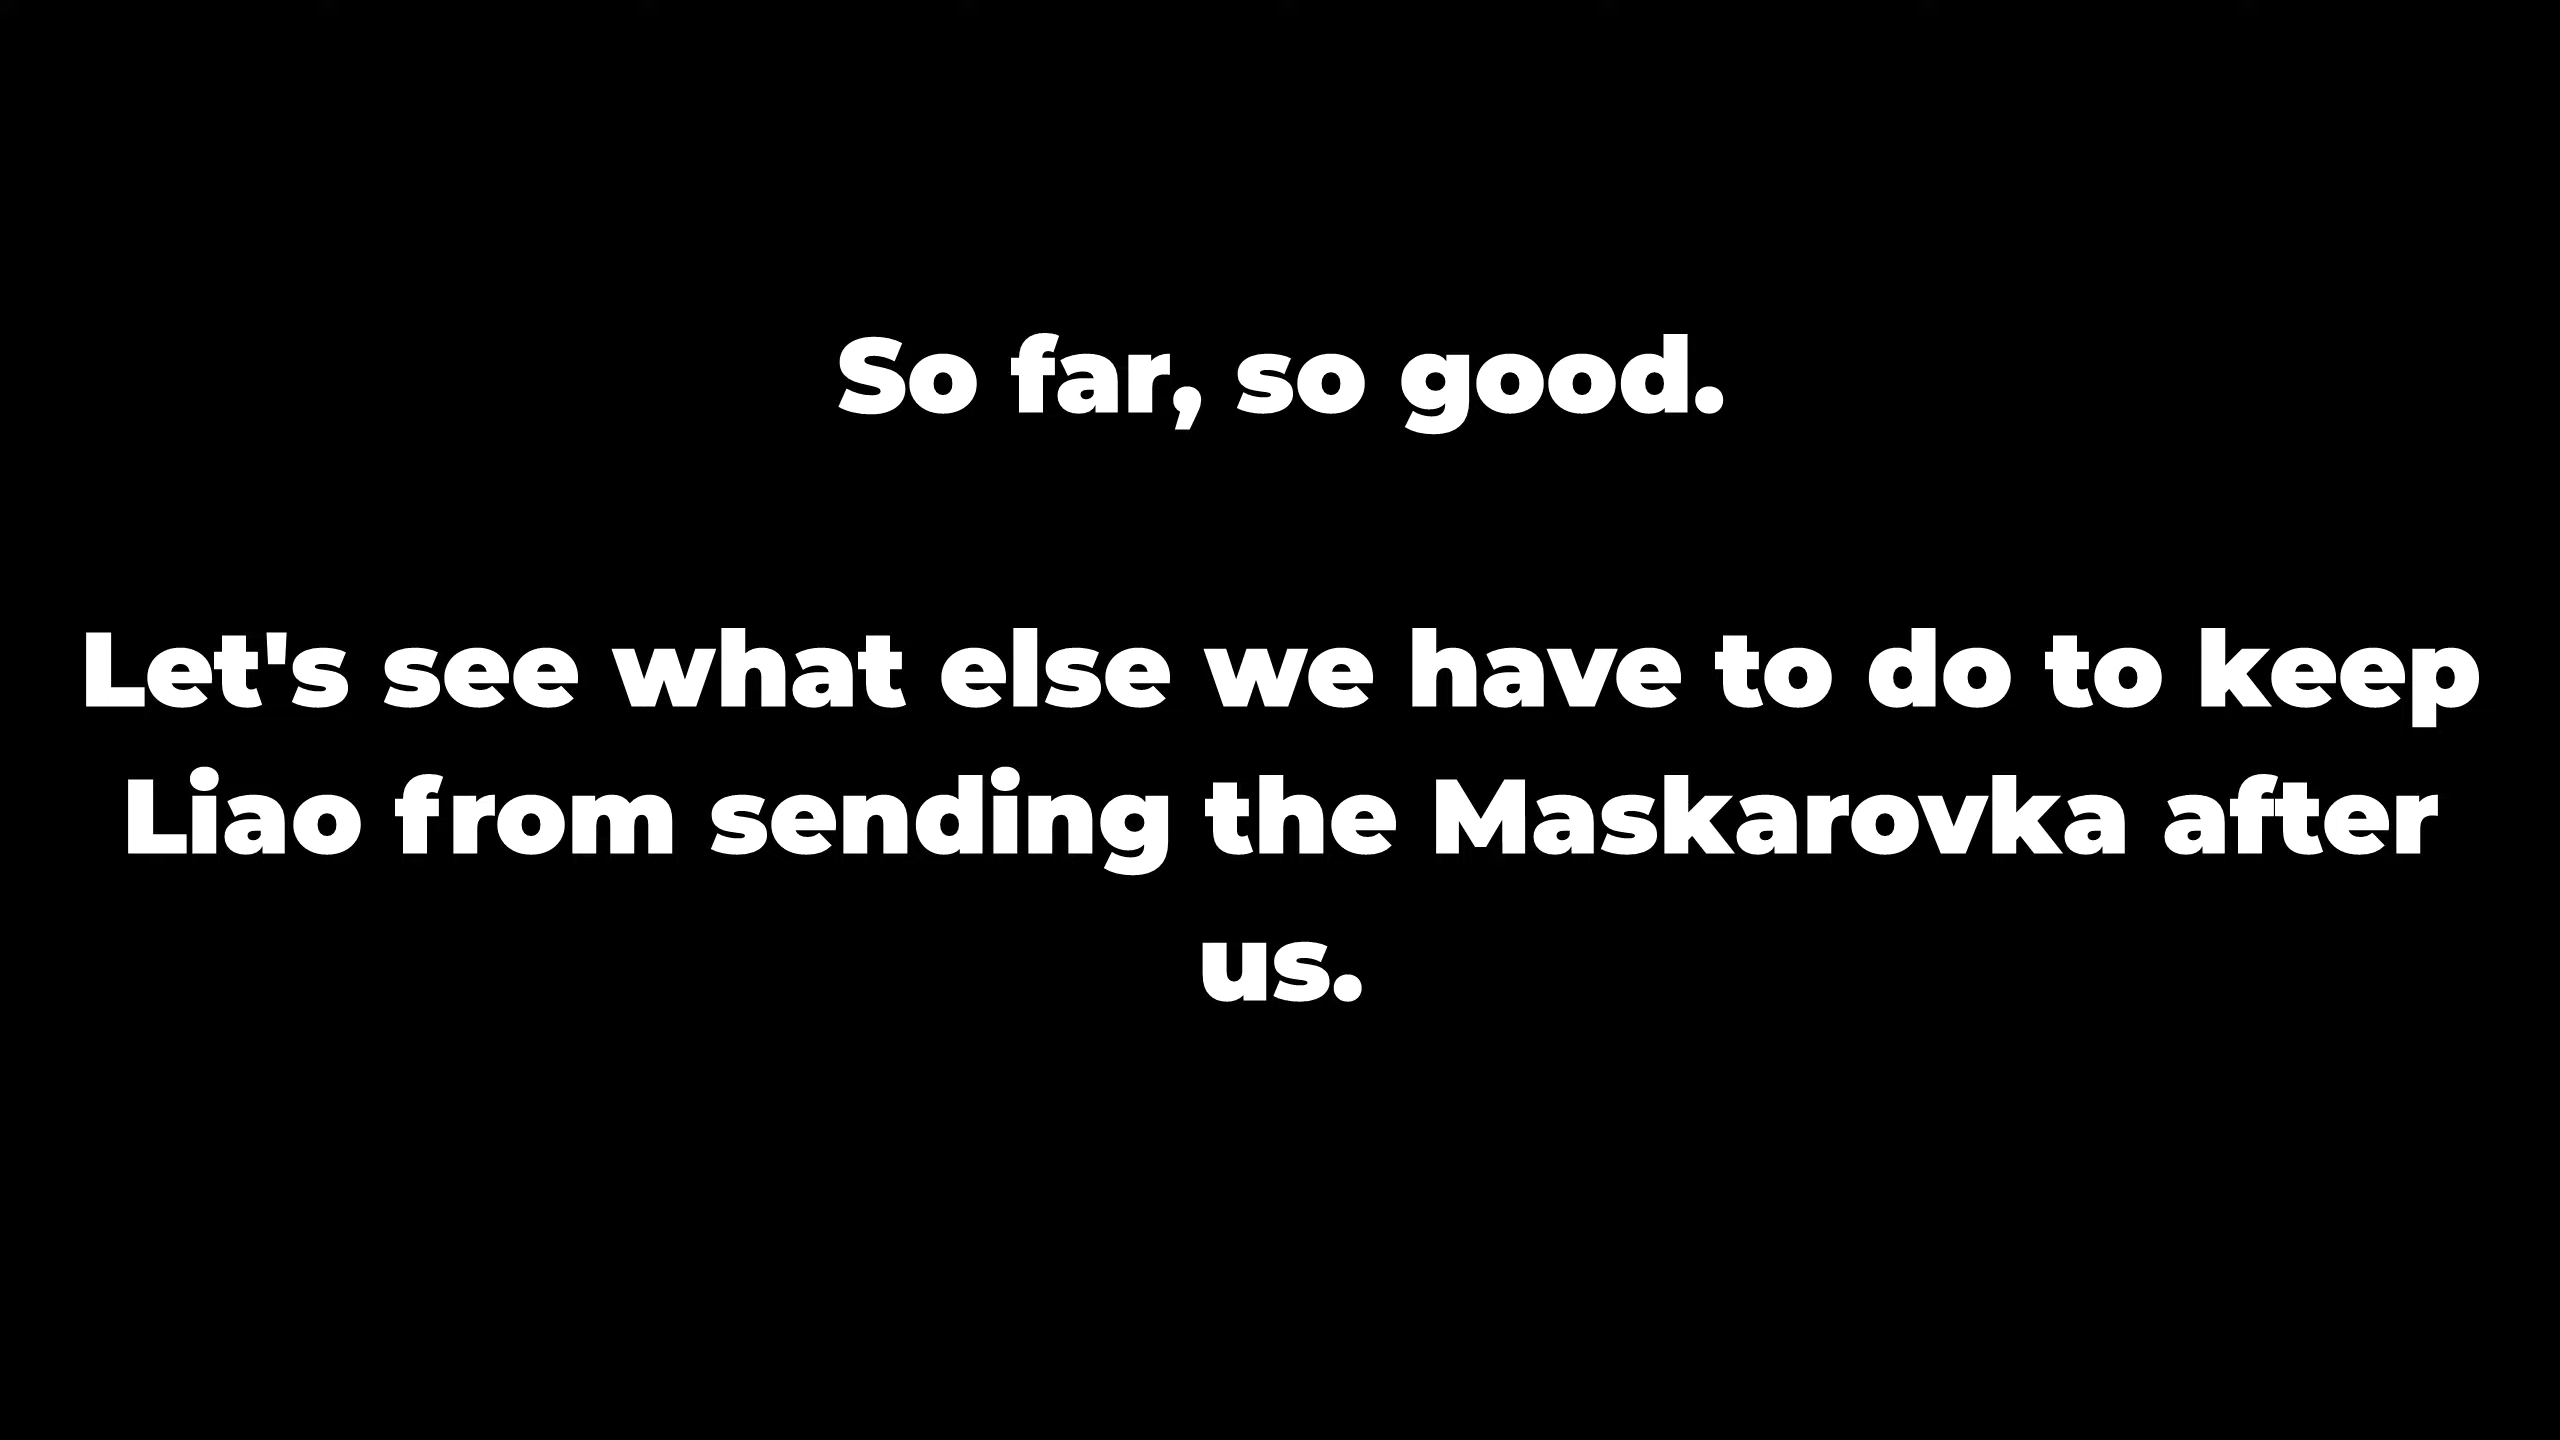 So far, so good.
Let's see what else we have to do to keep
Liao from sending the Maskarovka after
us.